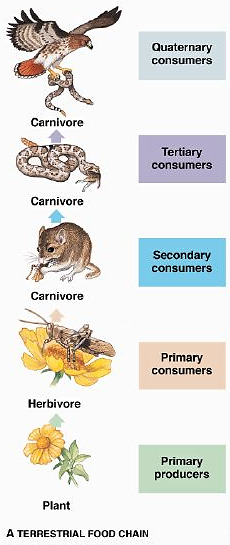 Quaternary
consumers
Carnivore
Tertiary
consumers
Carnivore
Secondary
consumers
Carnivore
Primary
consumers
Herbivore
Primary
producers
Plant
A TERRESTRIAL FOOD CHAIN